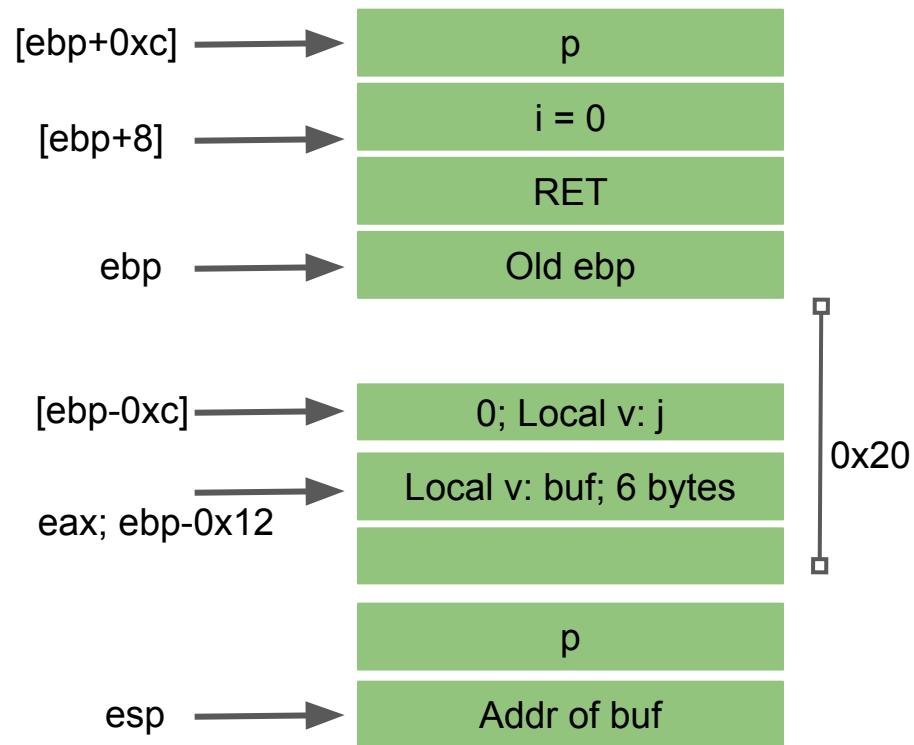 [ebp+0xc]
p
i = 0
[ebp+8]
RET
ebp
Old ebp
[ebp-0xc]
0; Local v: j
0x20
Local v: buf; 6 bytes
eax; ebp-0x12
p
esp
Addr of buf